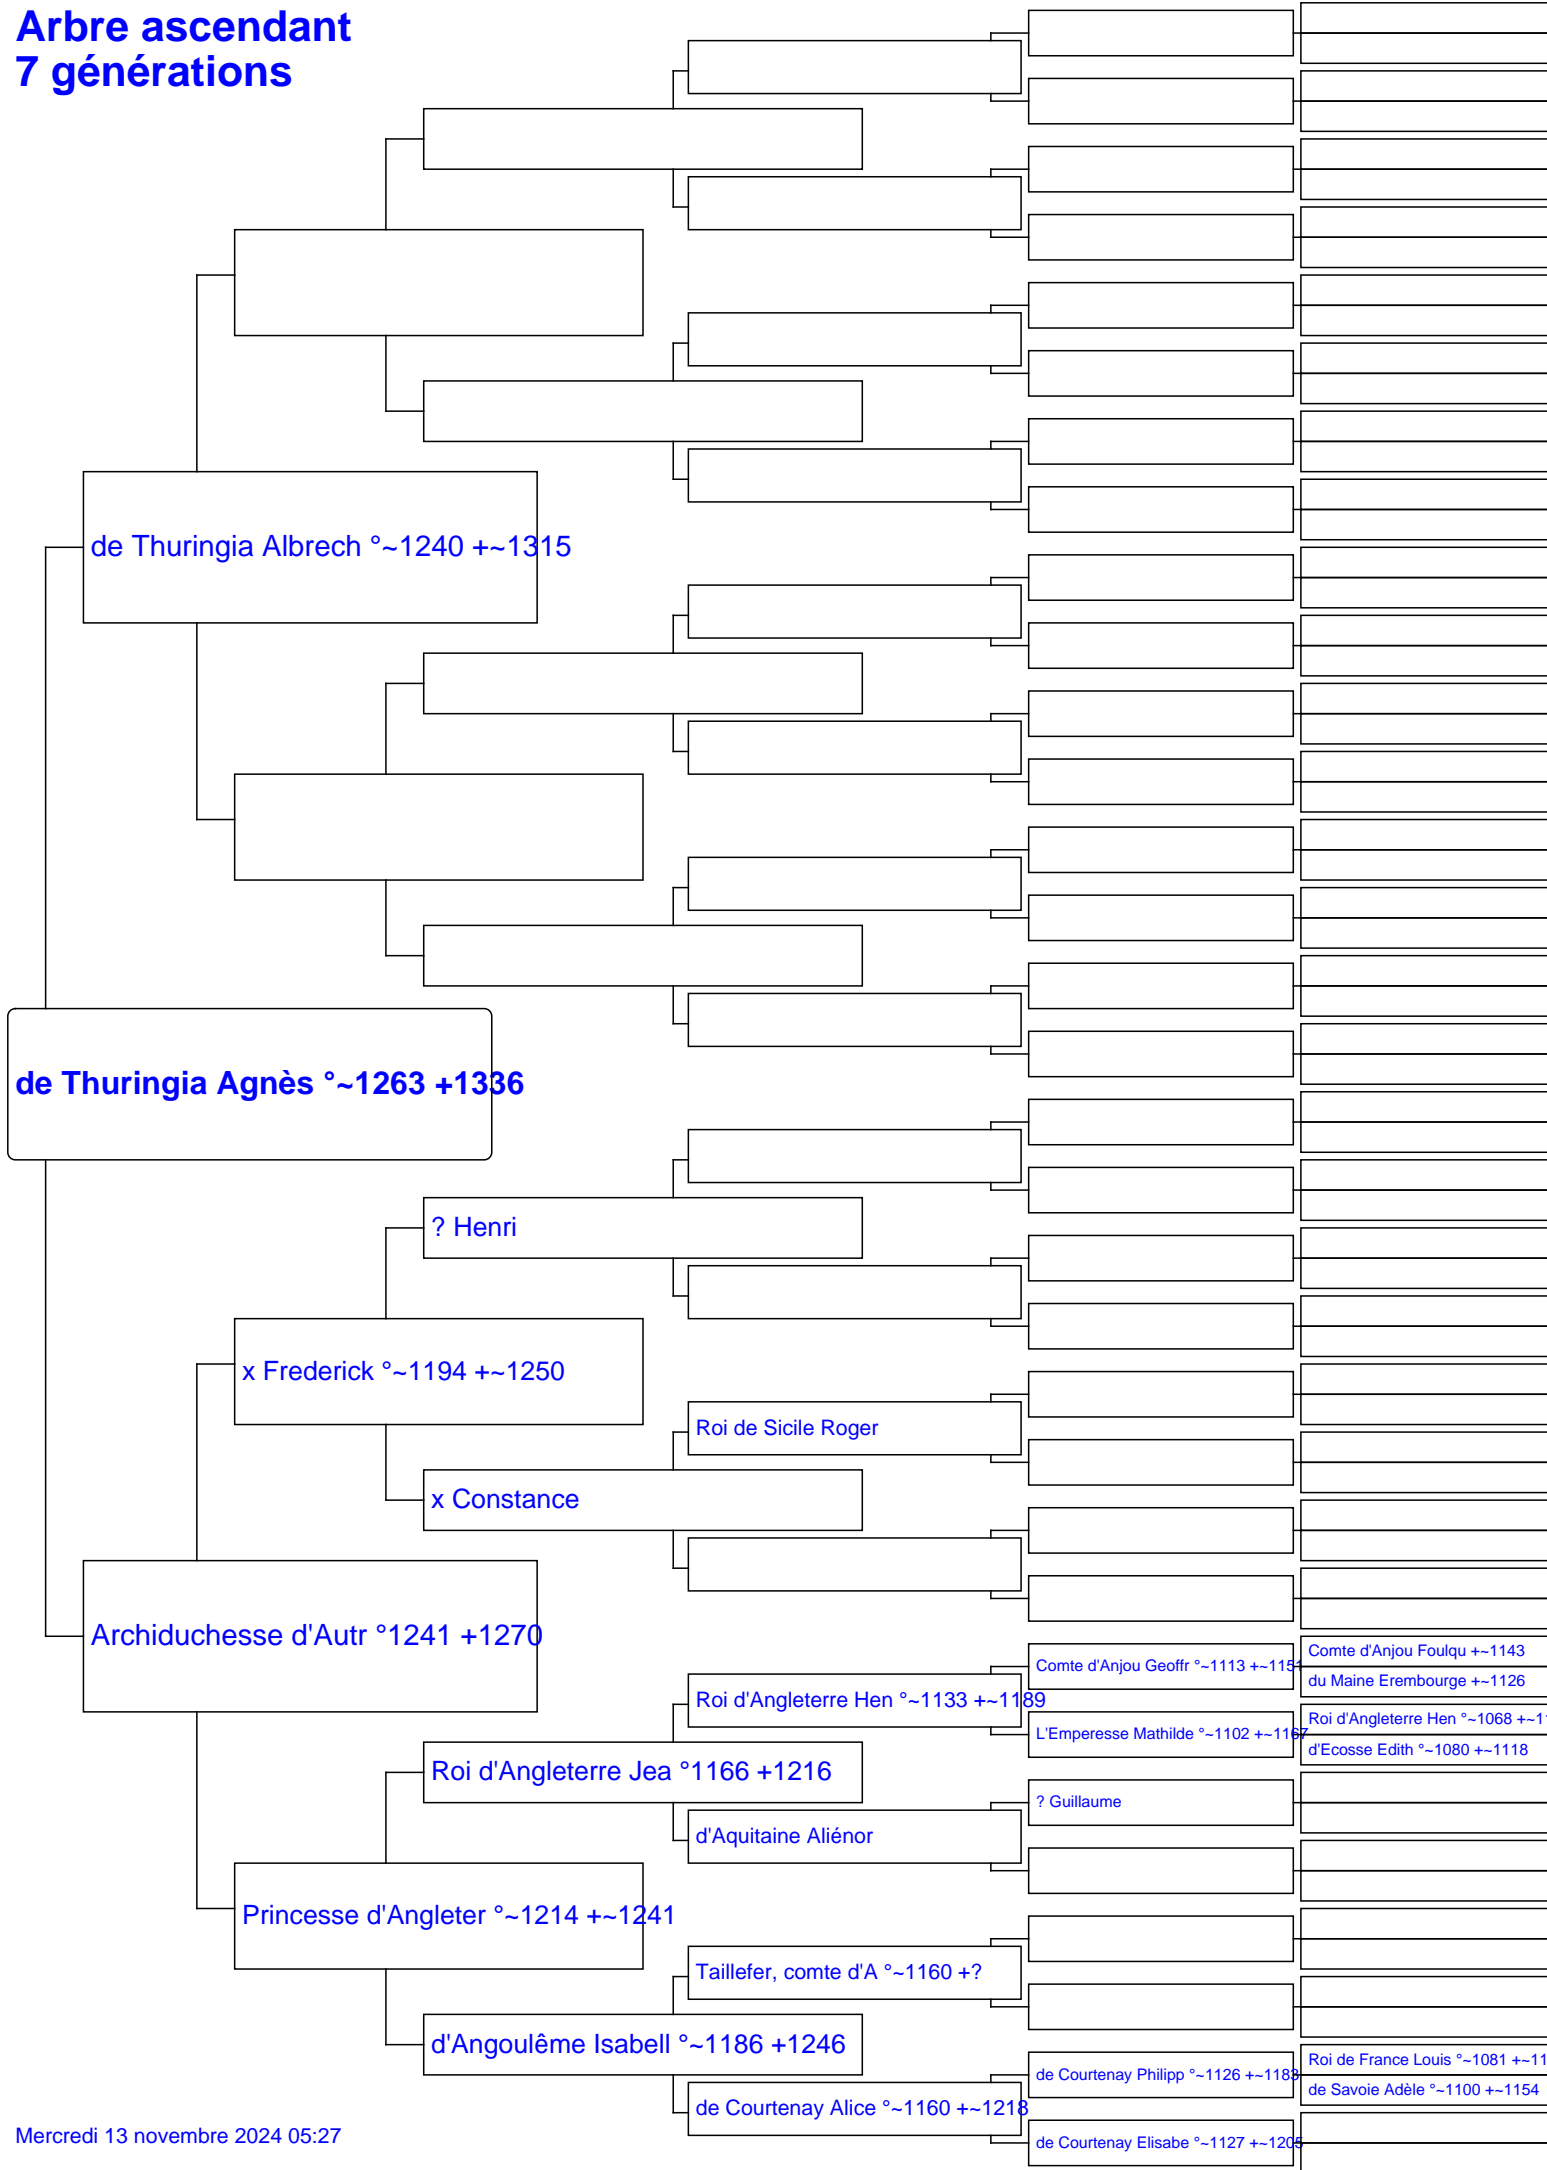 Arbre ascendant
7 générations
de Thuringia Albrech °~1240 +~1315
de Thuringia Agnès °~1263 +1336
? Henri
x Frederick °~1194 +~1250
Roi de Sicile Roger
x Constance
Archiduchesse d'Autr °1241 +1270
Comte d'Anjou Foulqu +~1143
Comte d'Anjou Geoffr °~1113 +~1151
du Maine Erembourge +~1126
Roi d'Angleterre Hen °~1133 +~1189
Roi d'Angleterre Hen °~1068 +~11
L'Emperesse Mathilde °~1102 +~1167
d'Ecosse Edith °~1080 +~1118
Roi d'Angleterre Jea °1166 +1216
? Guillaume
d'Aquitaine Aliénor
Princesse d'Angleter °~1214 +~1241
Taillefer, comte d'A °~1160 +?
d'Angoulême Isabell °~1186 +1246
Roi de France Louis °~1081 +~11
de Courtenay Philipp °~1126 +~1183
de Savoie Adèle °~1100 +~1154
de Courtenay Alice °~1160 +~1218
de Courtenay Elisabe °~1127 +~1205
Mercredi 13 novembre 2024 05:27